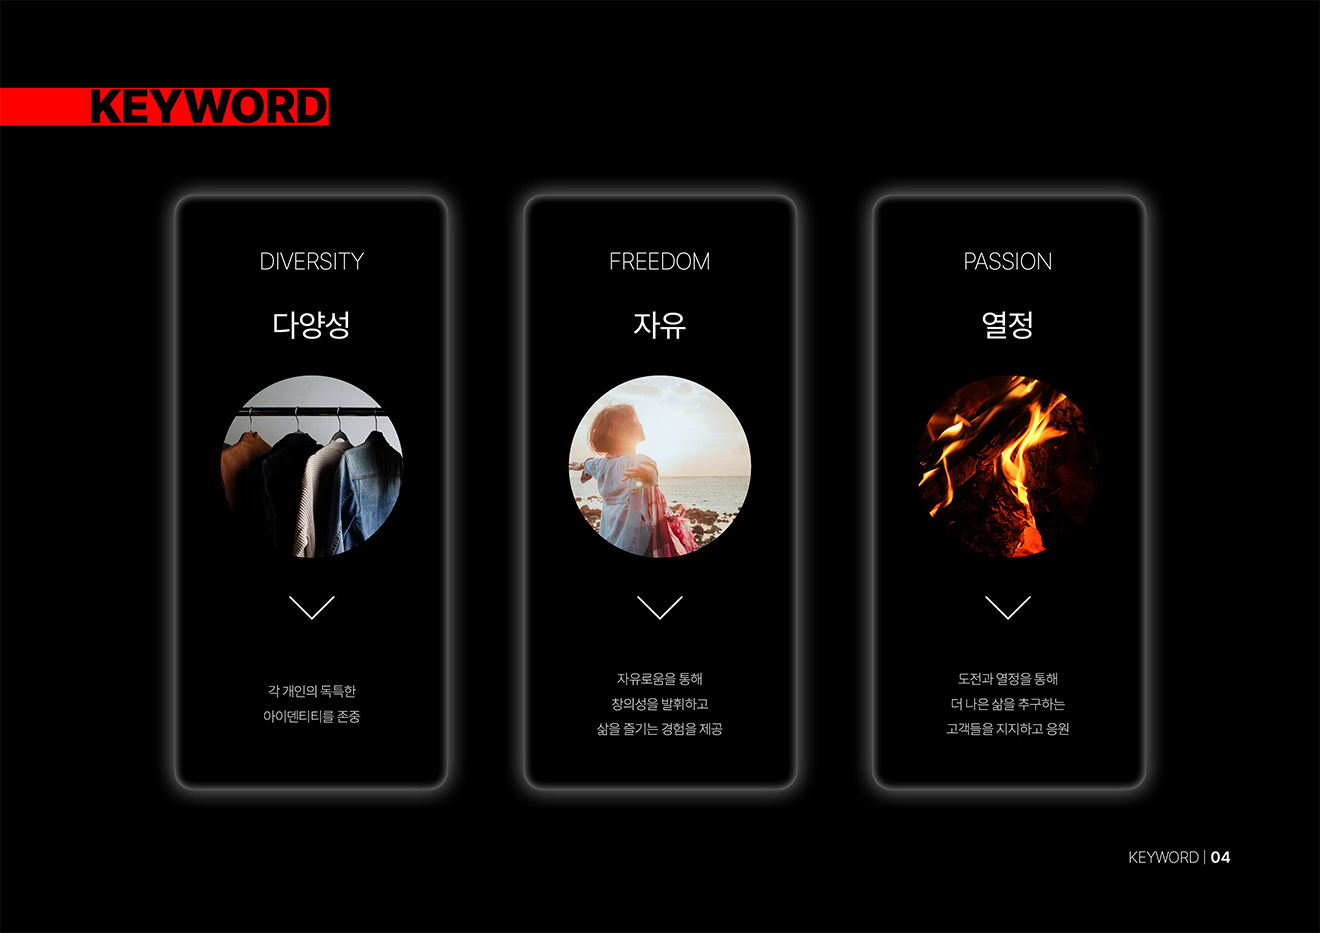 KEYWORD
DIVERSITY
다양성
각 개인의 독특한
아이덴티티를 존중
FREEDOM
자유
자유로움을 통해
창의성을 발휘하고
삶을 즐기는 경험을 제공
PASSION
열정
도전과 열정을 통해
더 나은 삶을 추구하는
고객들을 지지하고 응원
KEYWORD | 04